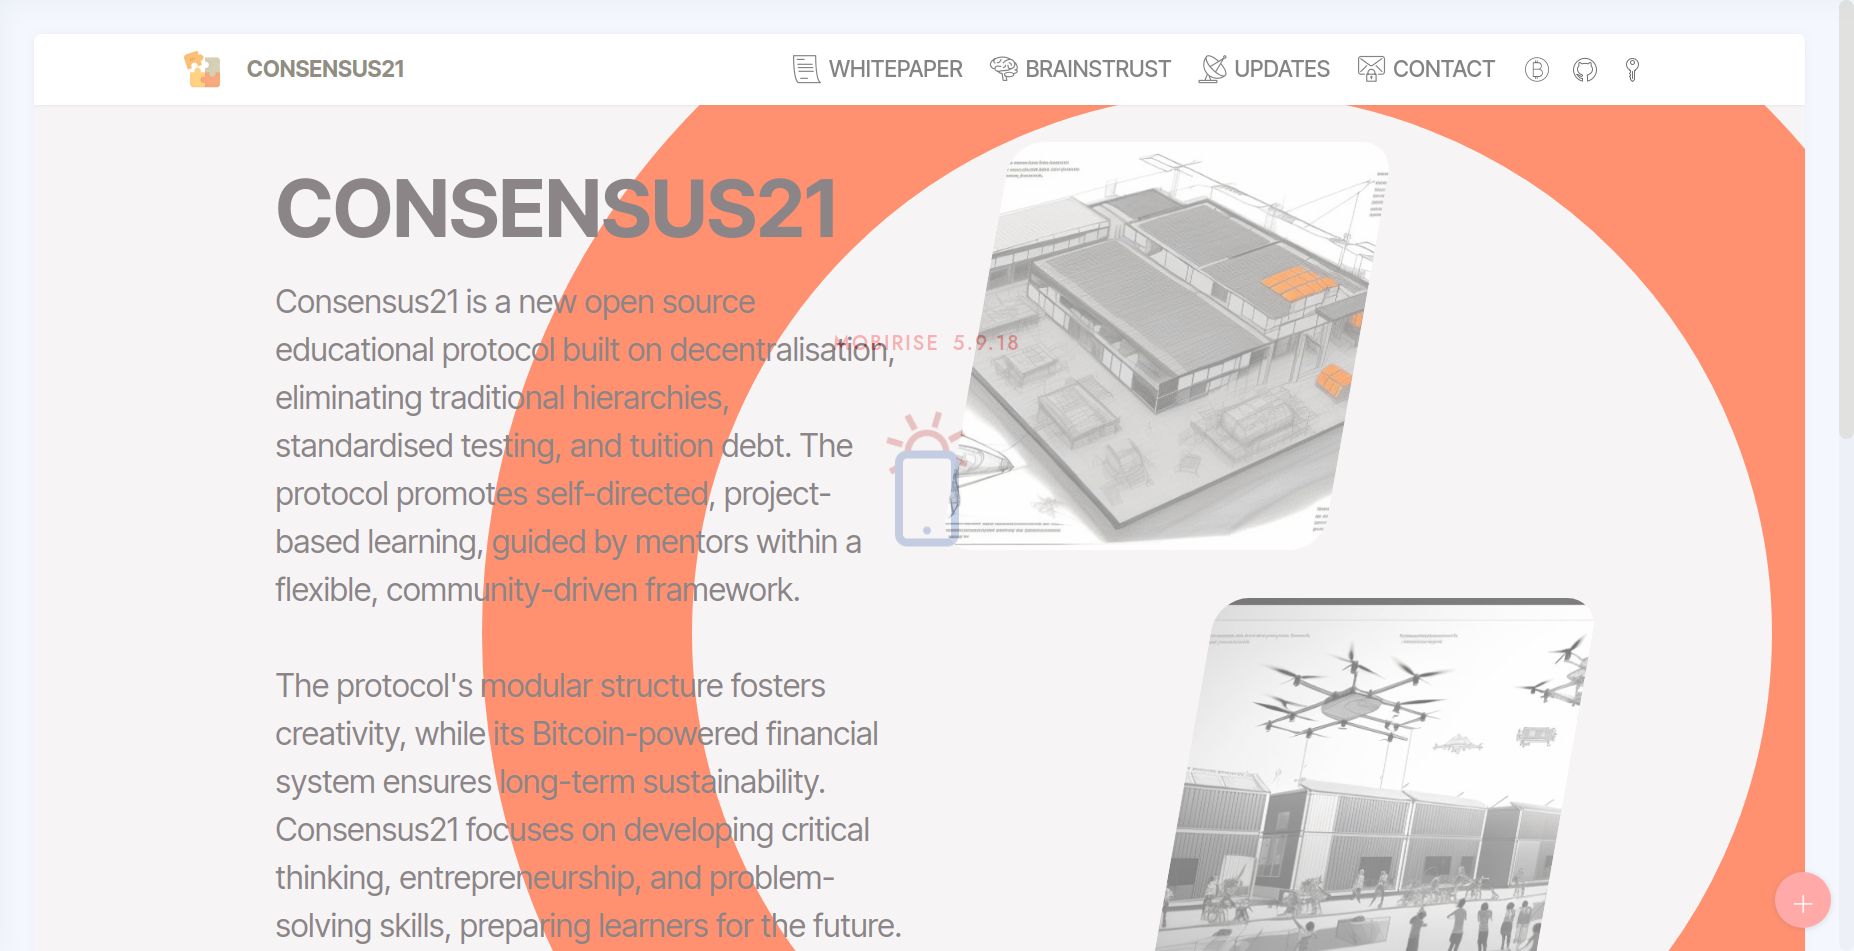 CONSENSUS21
WHITEPAPER
BRAINSTRUST
UPDATES
CONTACT
CONSENSUS21
Consensus21 is a new open source
educational protocol built on decentralisation,
eliminating traditional hierarchies,
standardised testing, and tuition debt. The
protocol promotes self-directed, project-
based learning, guided by mentors within a
flexible, community-driven framework.
The protocol's modular structure fosters
creativity, while its Bitcoin-powered financial
system ensures long-term sustainability.
Consensus21 focuses on developing critical
thinking, entrepreneurship, and problem-
solving skills, preparing learners for the future.
MOBIRISE 5.9.18